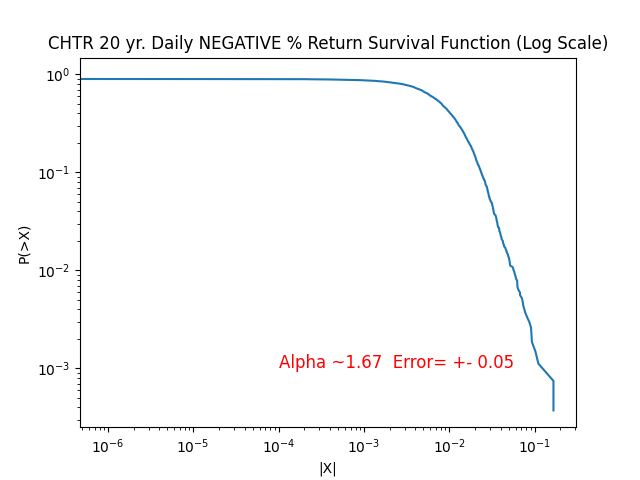 CHTR 20 yr. Daily NEGATIVE % Return Survival Function (Log Scale)
10⁰
10⁻¹
10⁻²
10⁻³
P(>X)
Alpha ~1.67  Error= +- 0.05
10⁻⁶ 10⁻⁵ 10⁻⁴ 10⁻³ 10⁻² 10⁻¹
|X|